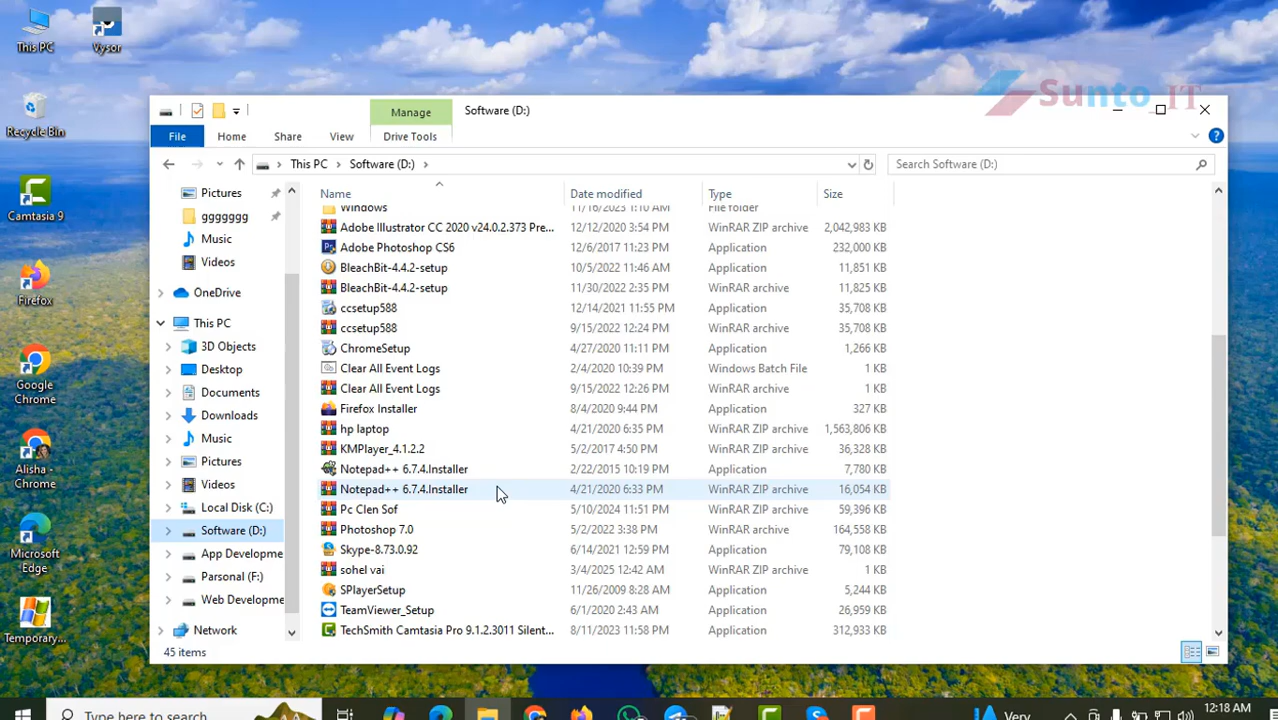 This PC
Vysor
Recycle Bin
Camtasia 9
Firefox
Google
Chrome
Alisha -
Chrome
Microsoft
Edge
Temporary...
Sunto IT
Manage
Software (D:)
File
Home
Share
View
Drive Tools
This PC
Software (D:)
Search Software (D:)
Pictures
ggggggg
Music
Videos
OneDrive
This PC
3D Objects
Desktop
Documents
Downloads
Music
Pictures
Videos
Local Disk (C:)
Software (D:)
App Developme
Parsonal (F:)
Web Developme
Network
Name Date modified Type Size
Windows 11/16/2023 1:10 AM File folder
Adobe Illustrator CC 2020 v24.0.2.373 Pre... 12/12/2020 3:54 PM WinRAR ZIP archive 2,042,983 KB
Adobe Photoshop CS6 12/6/2017 11:23 PM Application 232,000 KB
BleachBit-4.4.2-setup 10/5/2022 11:46 AM Application 11,851 KB
BleachBit-4.4.2-setup 11/30/2022 2:35 PM WinRAR archive 11,825 KB
ccsetup588 12/14/2021 11:55 PM Application 35,708 KB
ccsetup588 9/15/2022 12:24 PM WinRAR archive 35,708 KB
ChromeSetup 4/27/2020 11:11 PM Application 1,266 KB
Clear All Event Logs 2/4/2020 10:39 PM Windows Batch File 1 KB
Clear All Event Logs 9/15/2022 12:26 PM WinRAR archive 1 KB
Firefox Installer 8/4/2020 9:44 PM Application 327 KB
hp laptop 4/21/2020 6:35 PM WinRAR ZIP archive 1,563,806 KB
KMPlayer_4.1.2.2 5/2/2017 4:50 PM WinRAR ZIP archive 36,328 KB
Notepad++ 6.7.4.Installer 2/22/2015 10:19 PM Application 7,780 KB
Notepad++ 6.7.4.Installer 4/21/2020 6:33 PM WinRAR ZIP archive 16,054 KB
Pc Clen Sof 5/10/2024 11:51 PM WinRAR ZIP archive 59,396 KB
Photoshop 7.0 5/2/2022 3:38 PM WinRAR archive 164,558 KB
Skype-8.73.0.92 6/14/2021 12:59 PM Application 79,108 KB
sohel vai 3/4/2025 12:42 AM WinRAR ZIP archive 1 KB
SPlayerSetup 11/26/2009 8:28 AM Application 5,244 KB
TeamViewer_Setup 6/1/2020 2:43 AM Application 26,959 KB
TechSmith Camtasia Pro 9.1.2.3011 Silent... 8/11/2023 11:58 PM Application 312,933 KB
45 items
Type here to search
Very
12:18 AM